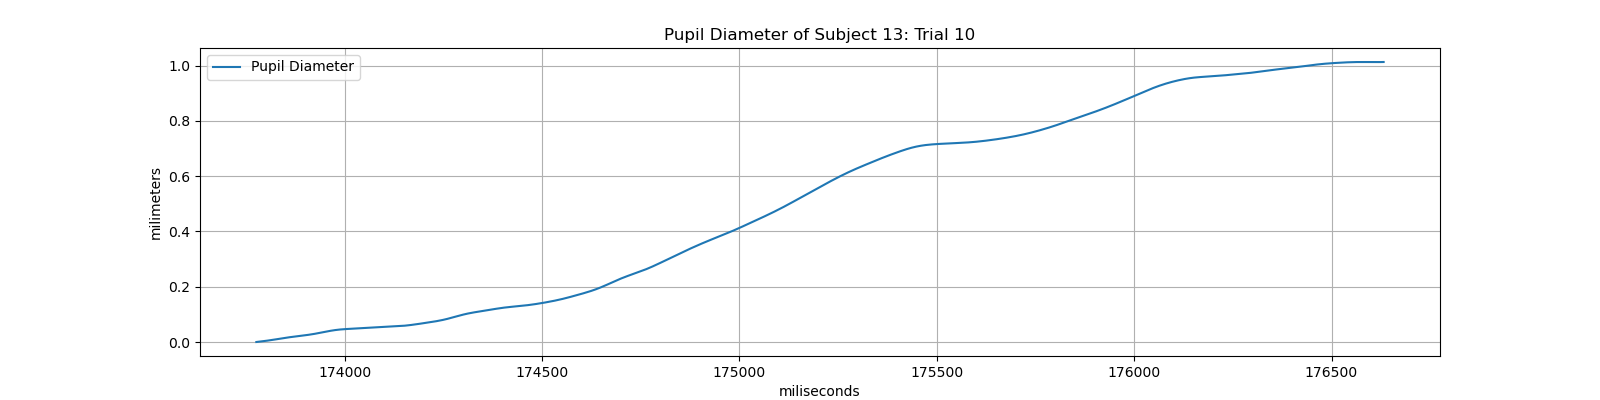 Pupil Diameter of Subject 13: Trial 10
Pupil Diameter
1.0
0.8
0.6
0.4
0.2
0.0
milimeters
174000 174500 175000 175500 176000 176500
miliseconds